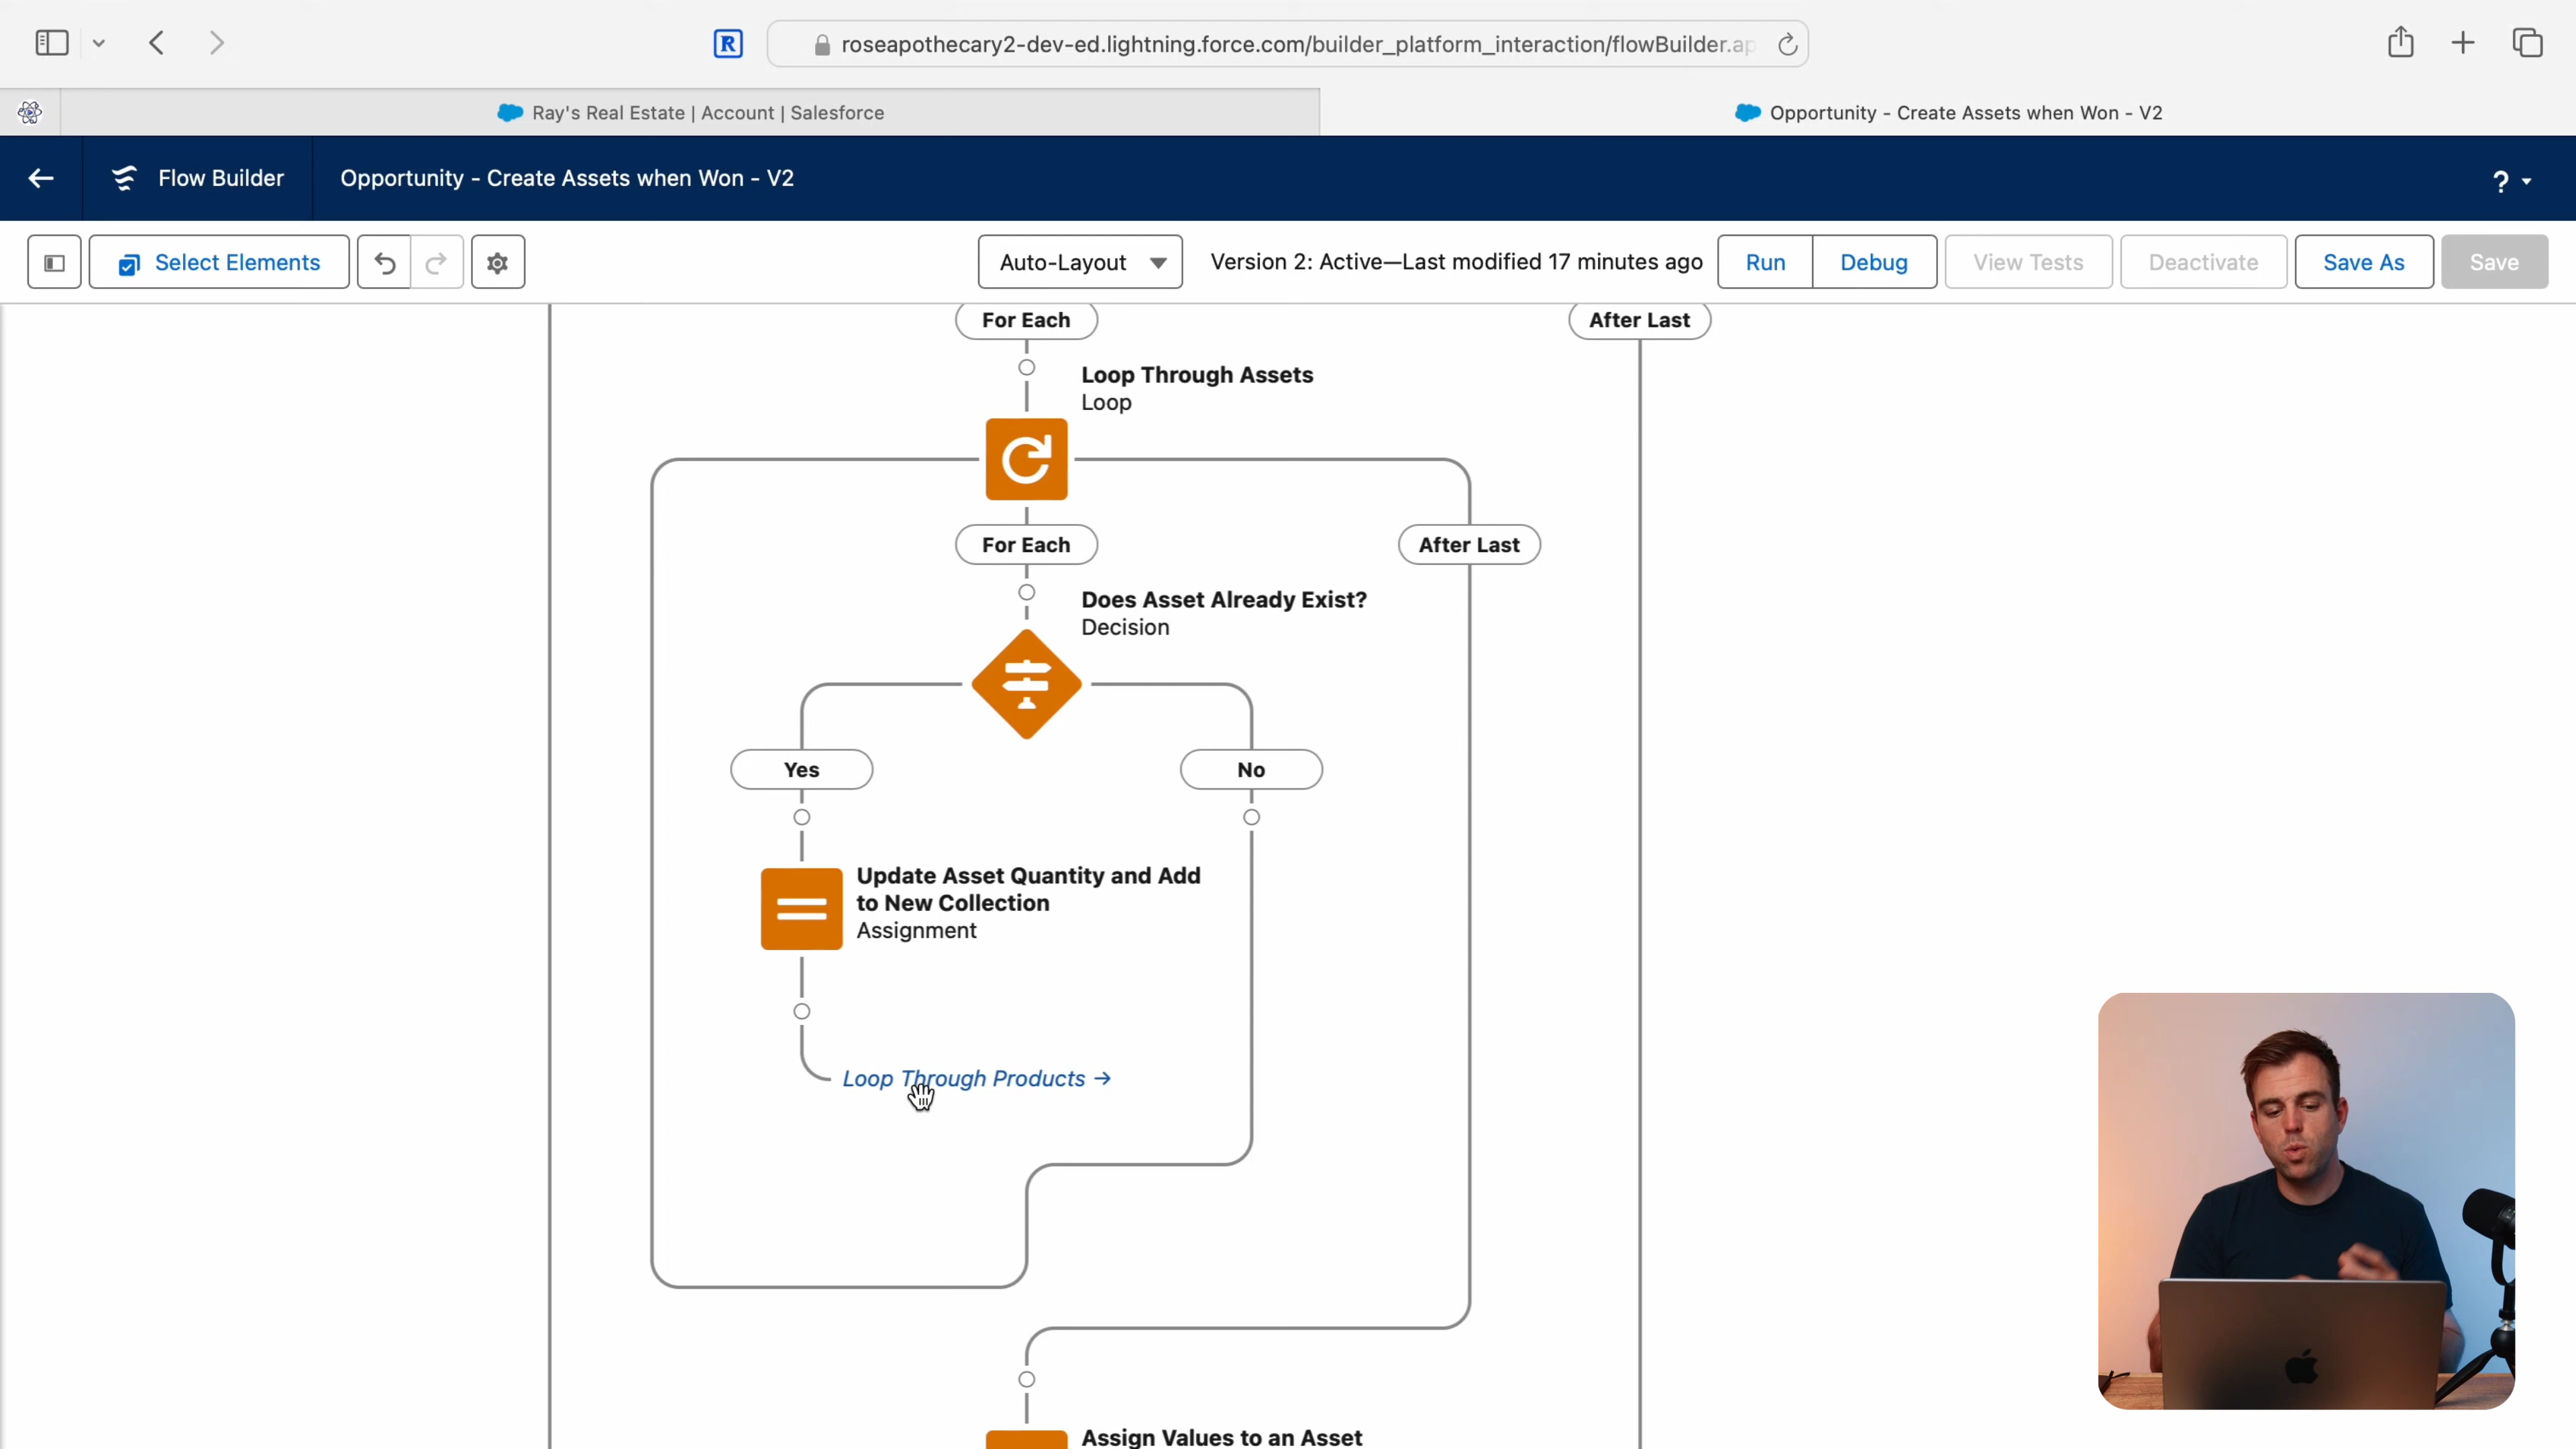 R
roseapothecary2-dev-ed.lightning.force.com/builder_platform_interaction/flowBuilder.ap
Ray's Real Estate | Account | Salesforce
Opportunity - Create Assets when Won - V2
Flow Builder
Opportunity - Create Assets when Won - V2
?
Select Elements
Auto-Layout
Version 2: Active—Last modified 17 minutes ago
Run
Debug
View Tests
Deactivate
Save As
Save
For Each
After Last
Loop Through Assets
Loop
For Each
After Last
Does Asset Already Exist?
Decision
Yes
No
Update Asset Quantity and Add
to New Collection
Assignment
Loop Through Products →
Assign Values to an Asset